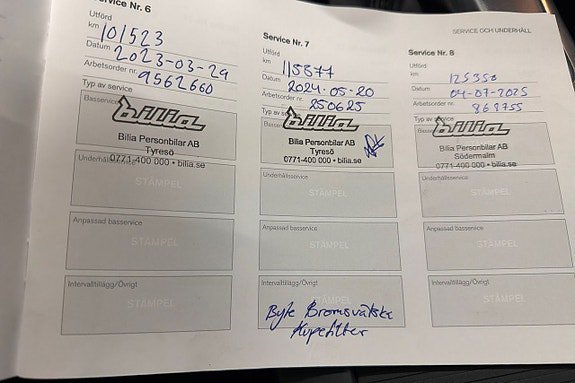 SERVICE OCH UNDERHÅLL
Service Nr. 6
Utförd
km 101523
Datum 2023-03-29
Arbetsorder nr. 9562660
Typ av service
Basservice
bilia
Bilia Personbilar AB
Tyresö
0771-400 000 • bilia.se
Underhållsservice
STÄMPEL
Anpassad basservice
STÄMPEL
Intervalltillägg/Övrigt
STÄMPEL
Service Nr. 7
Utförd
km 115877
Datum 2024-05-20
Arbetsorder nr. 250625
Typ av service
bilia
Bilia Personbilar AB
Tyresö
0771-400 000 • bilia.se
Underhållsservice
STÄMPEL
Anpassad basservice
STÄMPEL
Intervalltillägg/Övrigt
STÄMPEL
Byte Bromsvätska
Kupefilter
Service Nr. 8
Utförd
km 125350
Datum 04-07-2025
Arbetsorder nr. 868755
Typ av service
bilia
Bilia Personbilar AB
Södermalm
0771-400 000 • bilia.se
Underhållsservice
STÄMPEL
Anpassad basservice
STÄMPEL
Intervalltillägg/Övrigt
STÄMPEL